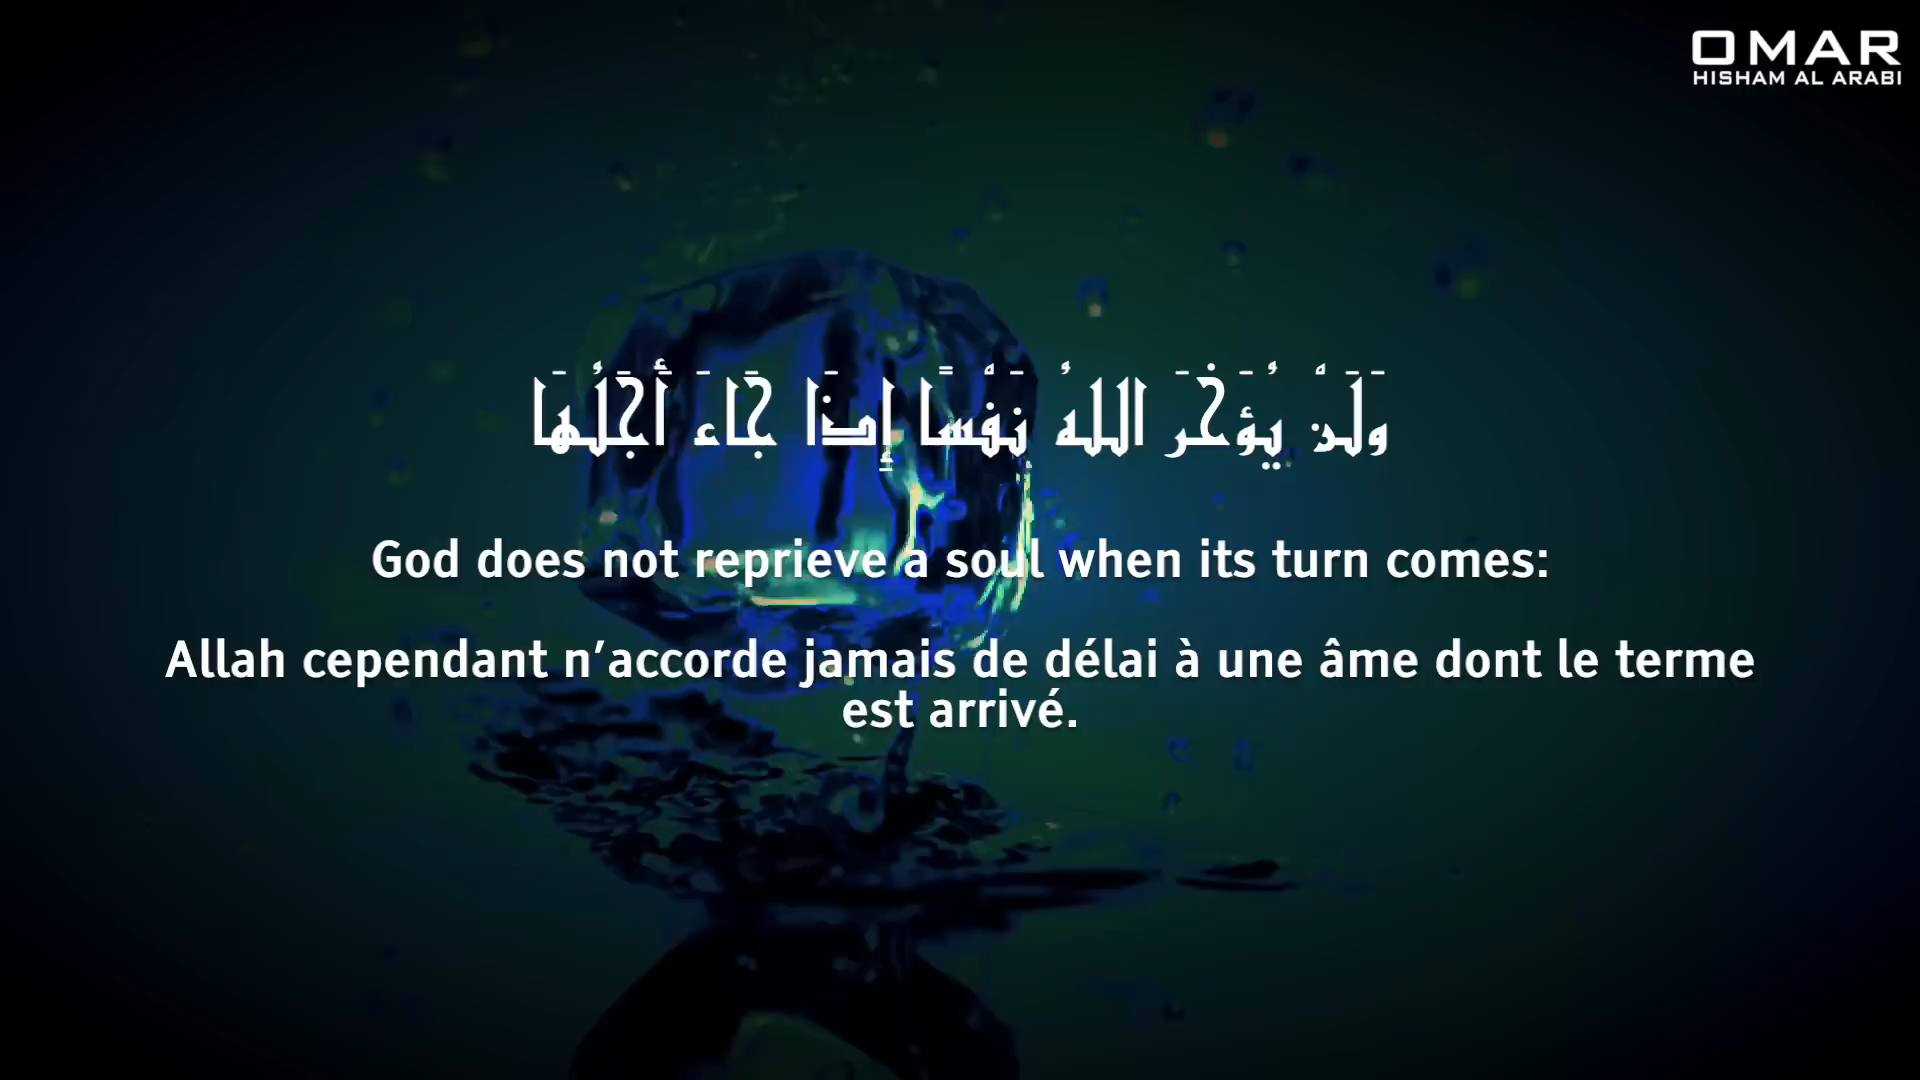 OMAR
HISHAM AL ARABI
وَلَنْ يُؤَخِّرَ اللهُ نَفْسًا إِذَا جَاءَ أَجَلُهَا
God does not reprieve a soul when its turn comes:
Allah cependant n’accorde jamais de délai à une âme dont le terme
est arrivé.